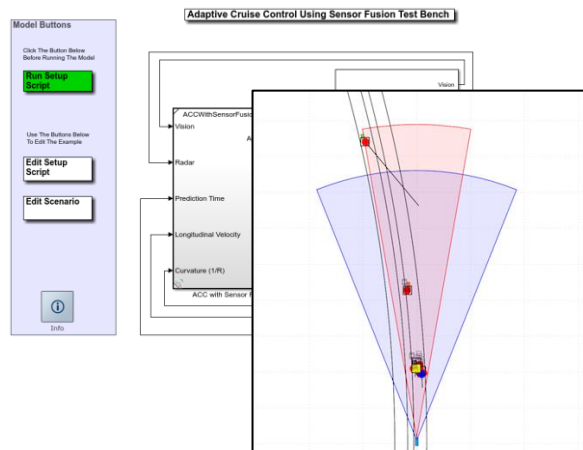 Adaptive Cruise Control Using Sensor Fusion Test Bench
Model Buttons
Click The Button Below
Before Running The Model
Run Setup
Script
Use The Buttons Below
To Edit The Example
Edit Setup
Script
Edit Scenario
Info
ACCWithSensorFusio
Vision
Radar
Prediction Time
Longitudinal Velocity
Curvature (1/R)
ACC with Sensor F
Vision